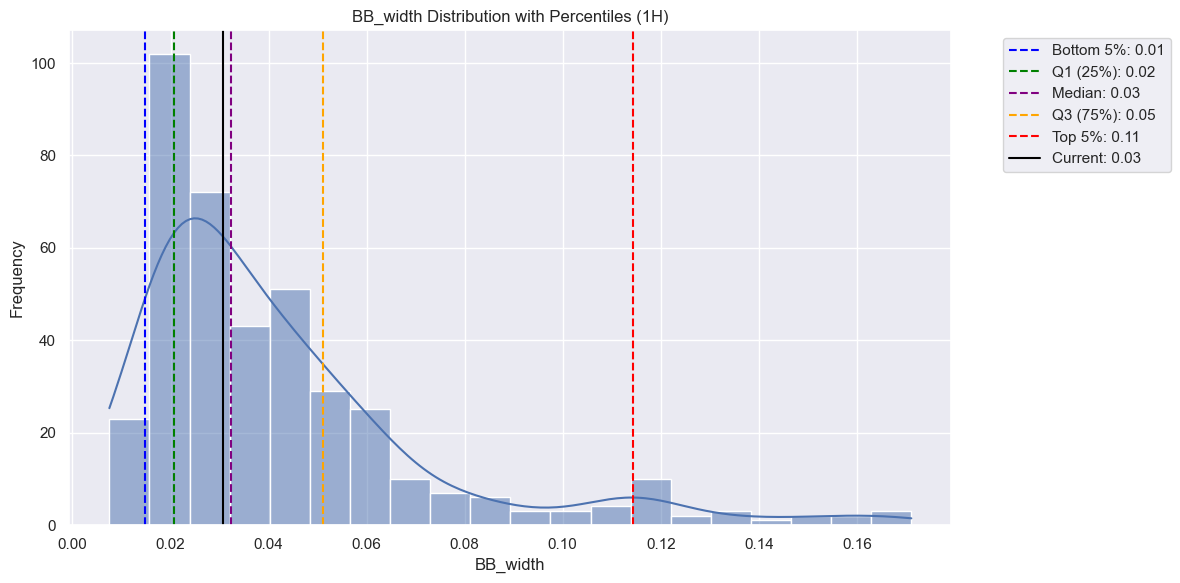 BB_width Distribution with Percentiles (1H)
Bottom 5%: 0.01
Q1 (25%): 0.02
Median: 0.03
Q3 (75%): 0.05
Top 5%: 0.11
Current: 0.03
Frequency
100
80
60
40
20
0
0.00 0.02 0.04 0.06 0.08 0.10 0.12 0.14 0.16
BB_width